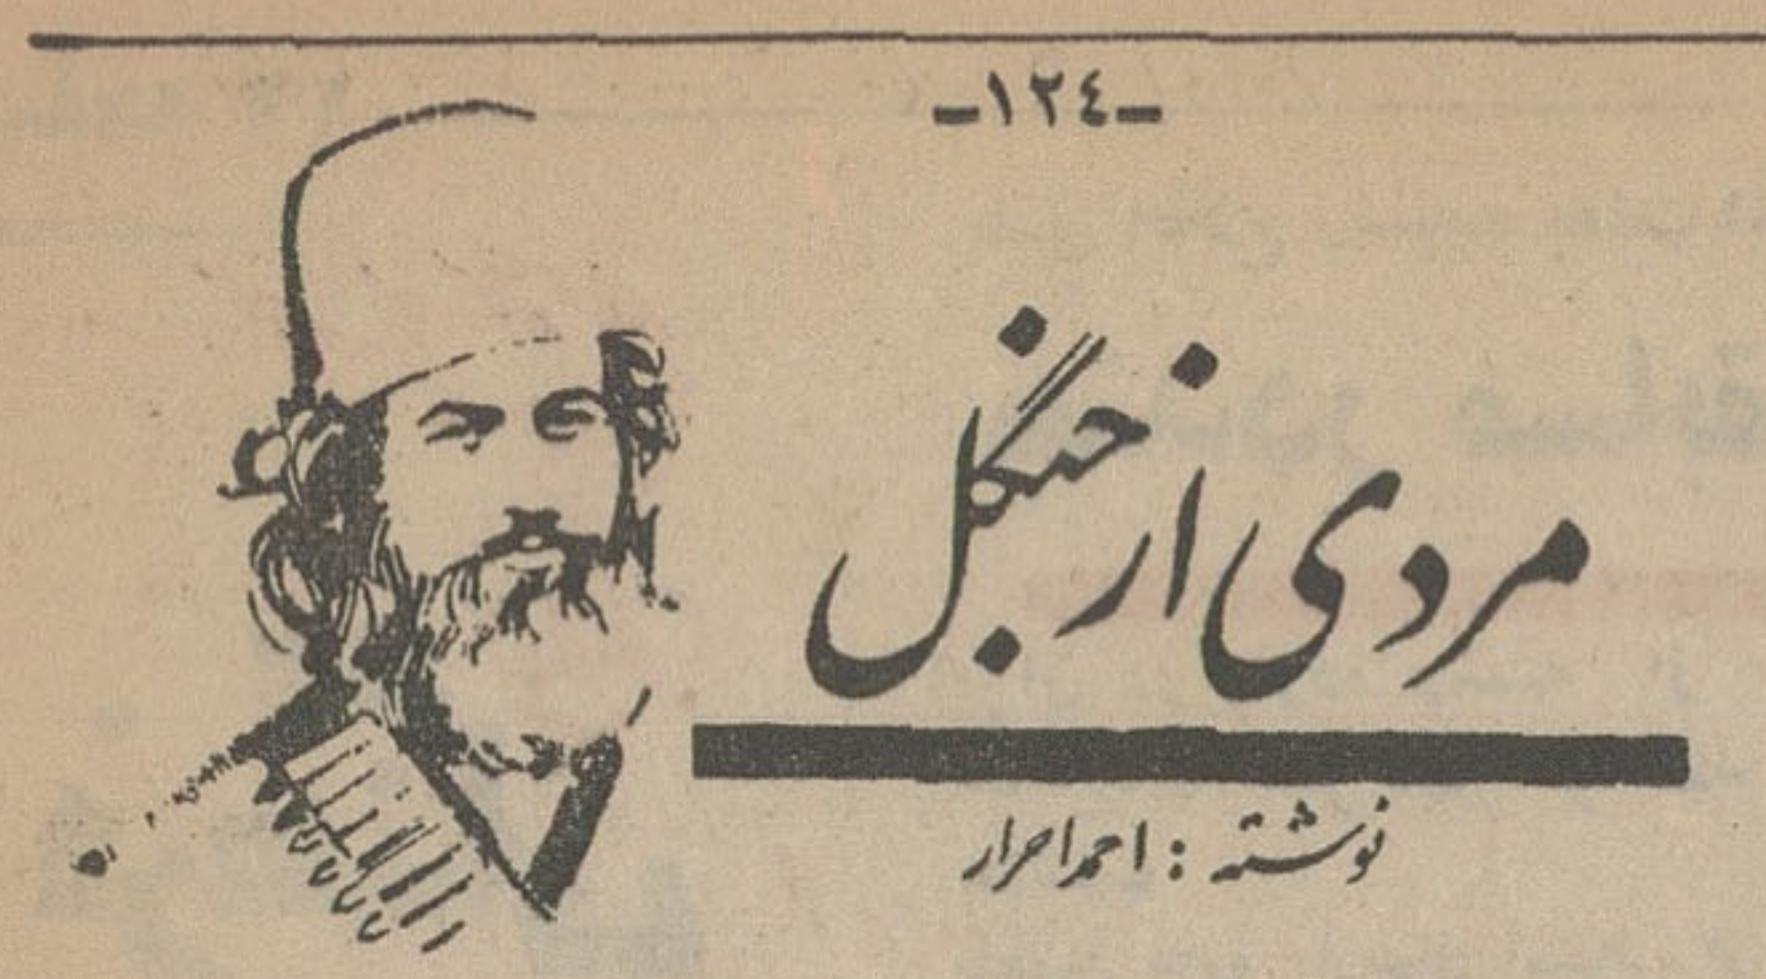 -۱۲٤-
مردی از جنگل
نوشته : احمد احرار